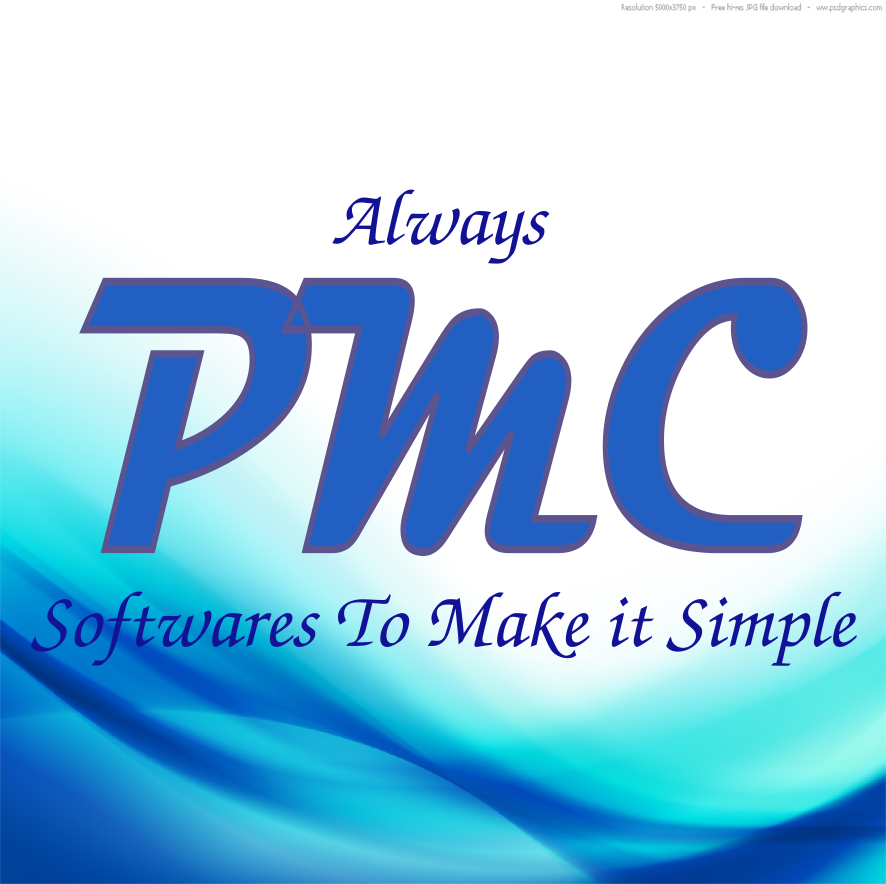 Resolution 5000x3750 px • Free hi-res JPG file download • www.psdgraphics.com
Always
PMC
Softwares To Make it Simple